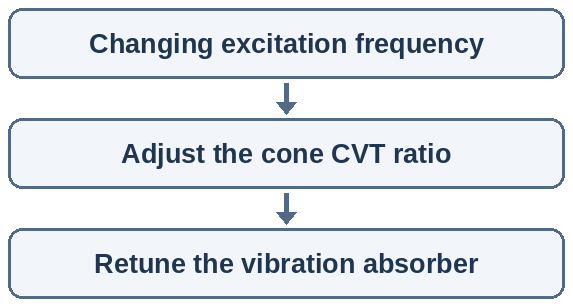 Changing excitation frequency
Adjust the cone CVT ratio
Retune the vibration absorber